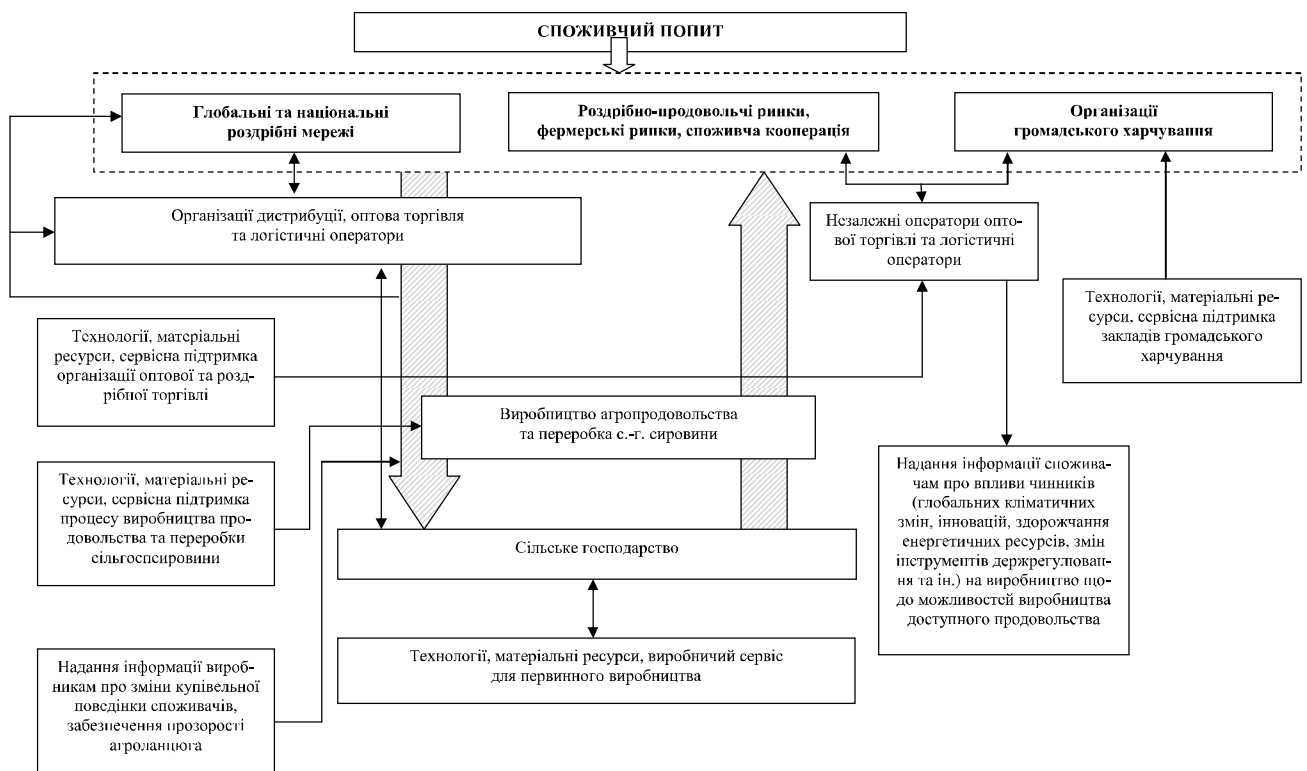 СПОЖИВЧИЙ ПОПИТ
Глобальні та національні
роздрібні мережі
Роздрібно-продовольчі ринки,
фермерські ринки, споживча кооперація
Організації
громадського харчування
Організації дистрибуції, оптова торгівля
та логістичні оператори
Незалежні оператори опто-
вої торгівлі та логістичні
оператори
Технології, матеріальні ре-
сурси, сервісна підтримка
закладів громадського
харчування
Технології, матеріальні
ресурси, сервісна підтримка
організації оптової та розд-
рібної торгівлі
Виробництво агропродовольства
та переробка с.-г. сировини
Технології, матеріальні ре-
сурси, сервісна підтримка
процесу виробництва про-
довольства та переробки
сільгоспсировини
Надання інформації спожива-
чам про впливи чинників
(глобальних кліматичних
змін, інновацій, здорожчання
енергетичних ресурсів, змін
інструментів держрегулюван-
ня та ін.) на виробництво що-
до можливостей виробництва
доступного продовольства
Сільське господарство
Технології, матеріальні ресурси, виробничий сервіс
для первинного виробництва
Надання інформації вироб-
никам про зміни купівельної
поведінки споживачів,
забезпечення прозорості
агроланцюга